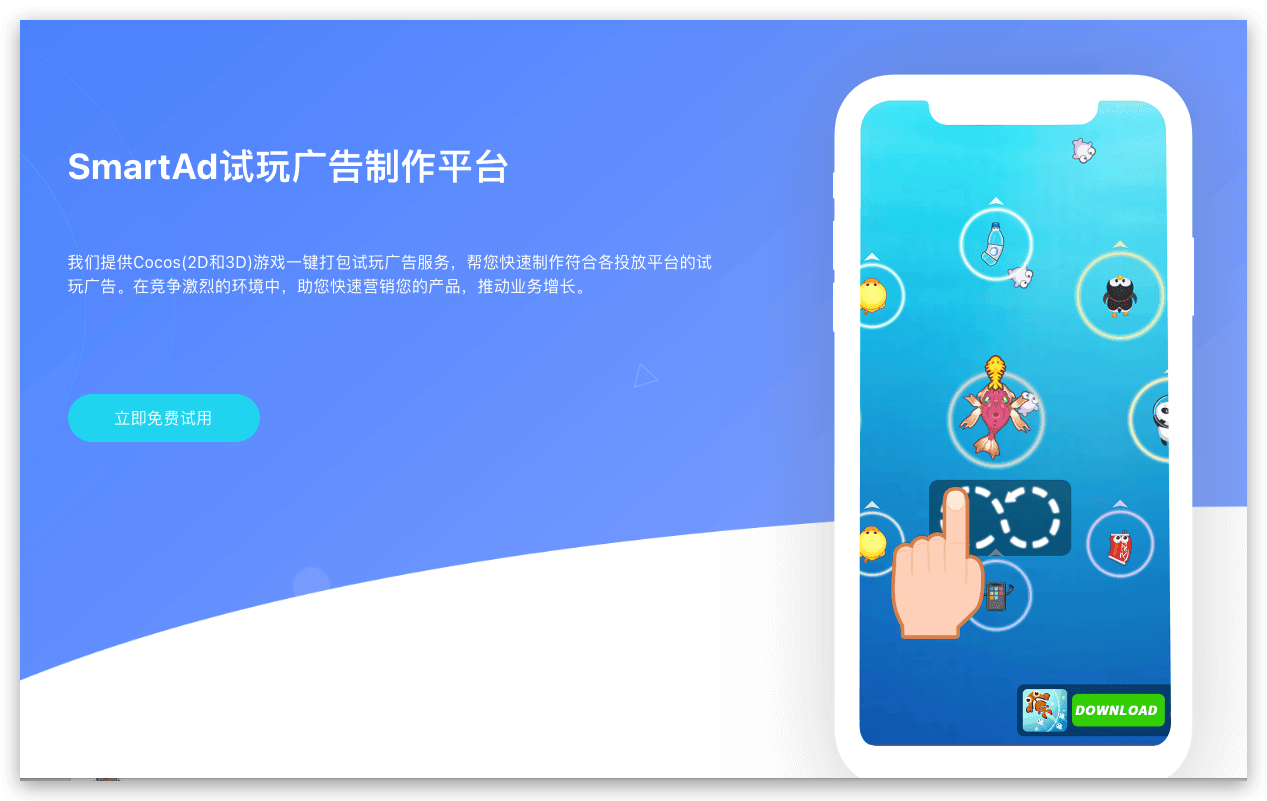 SmartAd试玩广告制作平台
我们提供Cocos(2D和3D)游戏一键打包试玩广告服务，帮您快速制作符合各投放平台的试
玩广告。在竞争激烈的环境中，助您快速营销您的产品，推动业务增长。
立即免费试用
DOWNLOAD